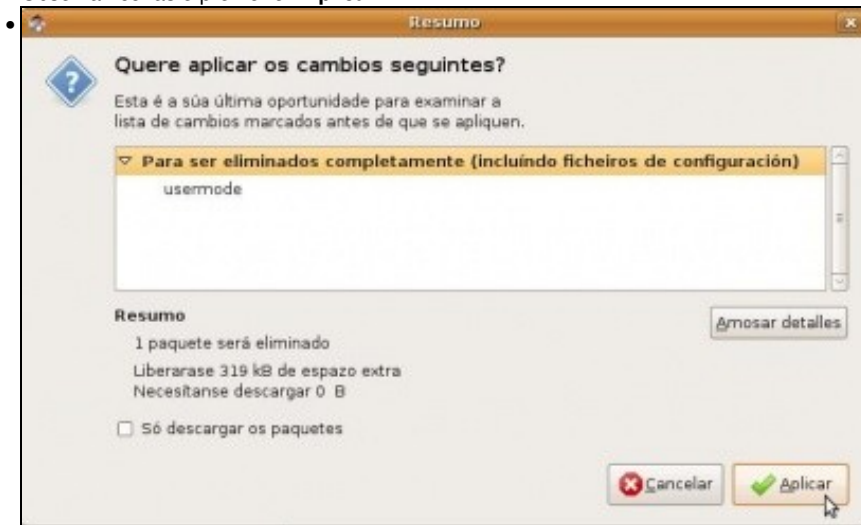 Resumo
Quere aplicar os cambios seguintes?
Esta é a súa última oportunidade para examinar a
lista de cambios marcados antes de que se apliquen.
Para ser eliminados completamente (incluíndo ficheiros de configuración)
usermode
Resumo
Amosar detalles
1 paquete será eliminado
Liberarase 319 kB de espazo extra
Necesítanse descargar 0 B
Só descargar os paquetes
Cancelar
Aplicar